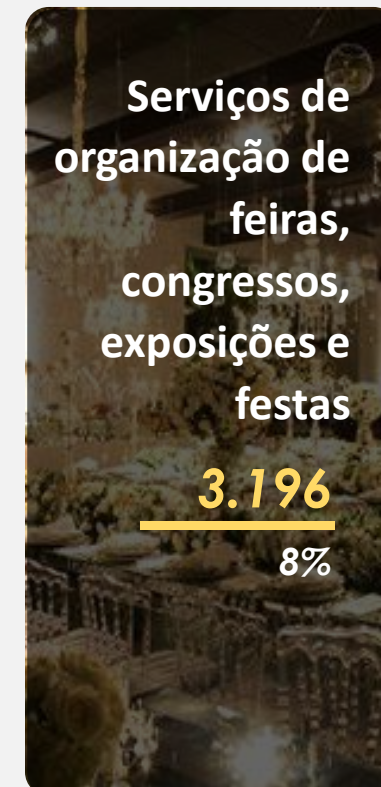 Serviços de
organização de
feiras,
congressos,
exposições e
festas
3.196
8%